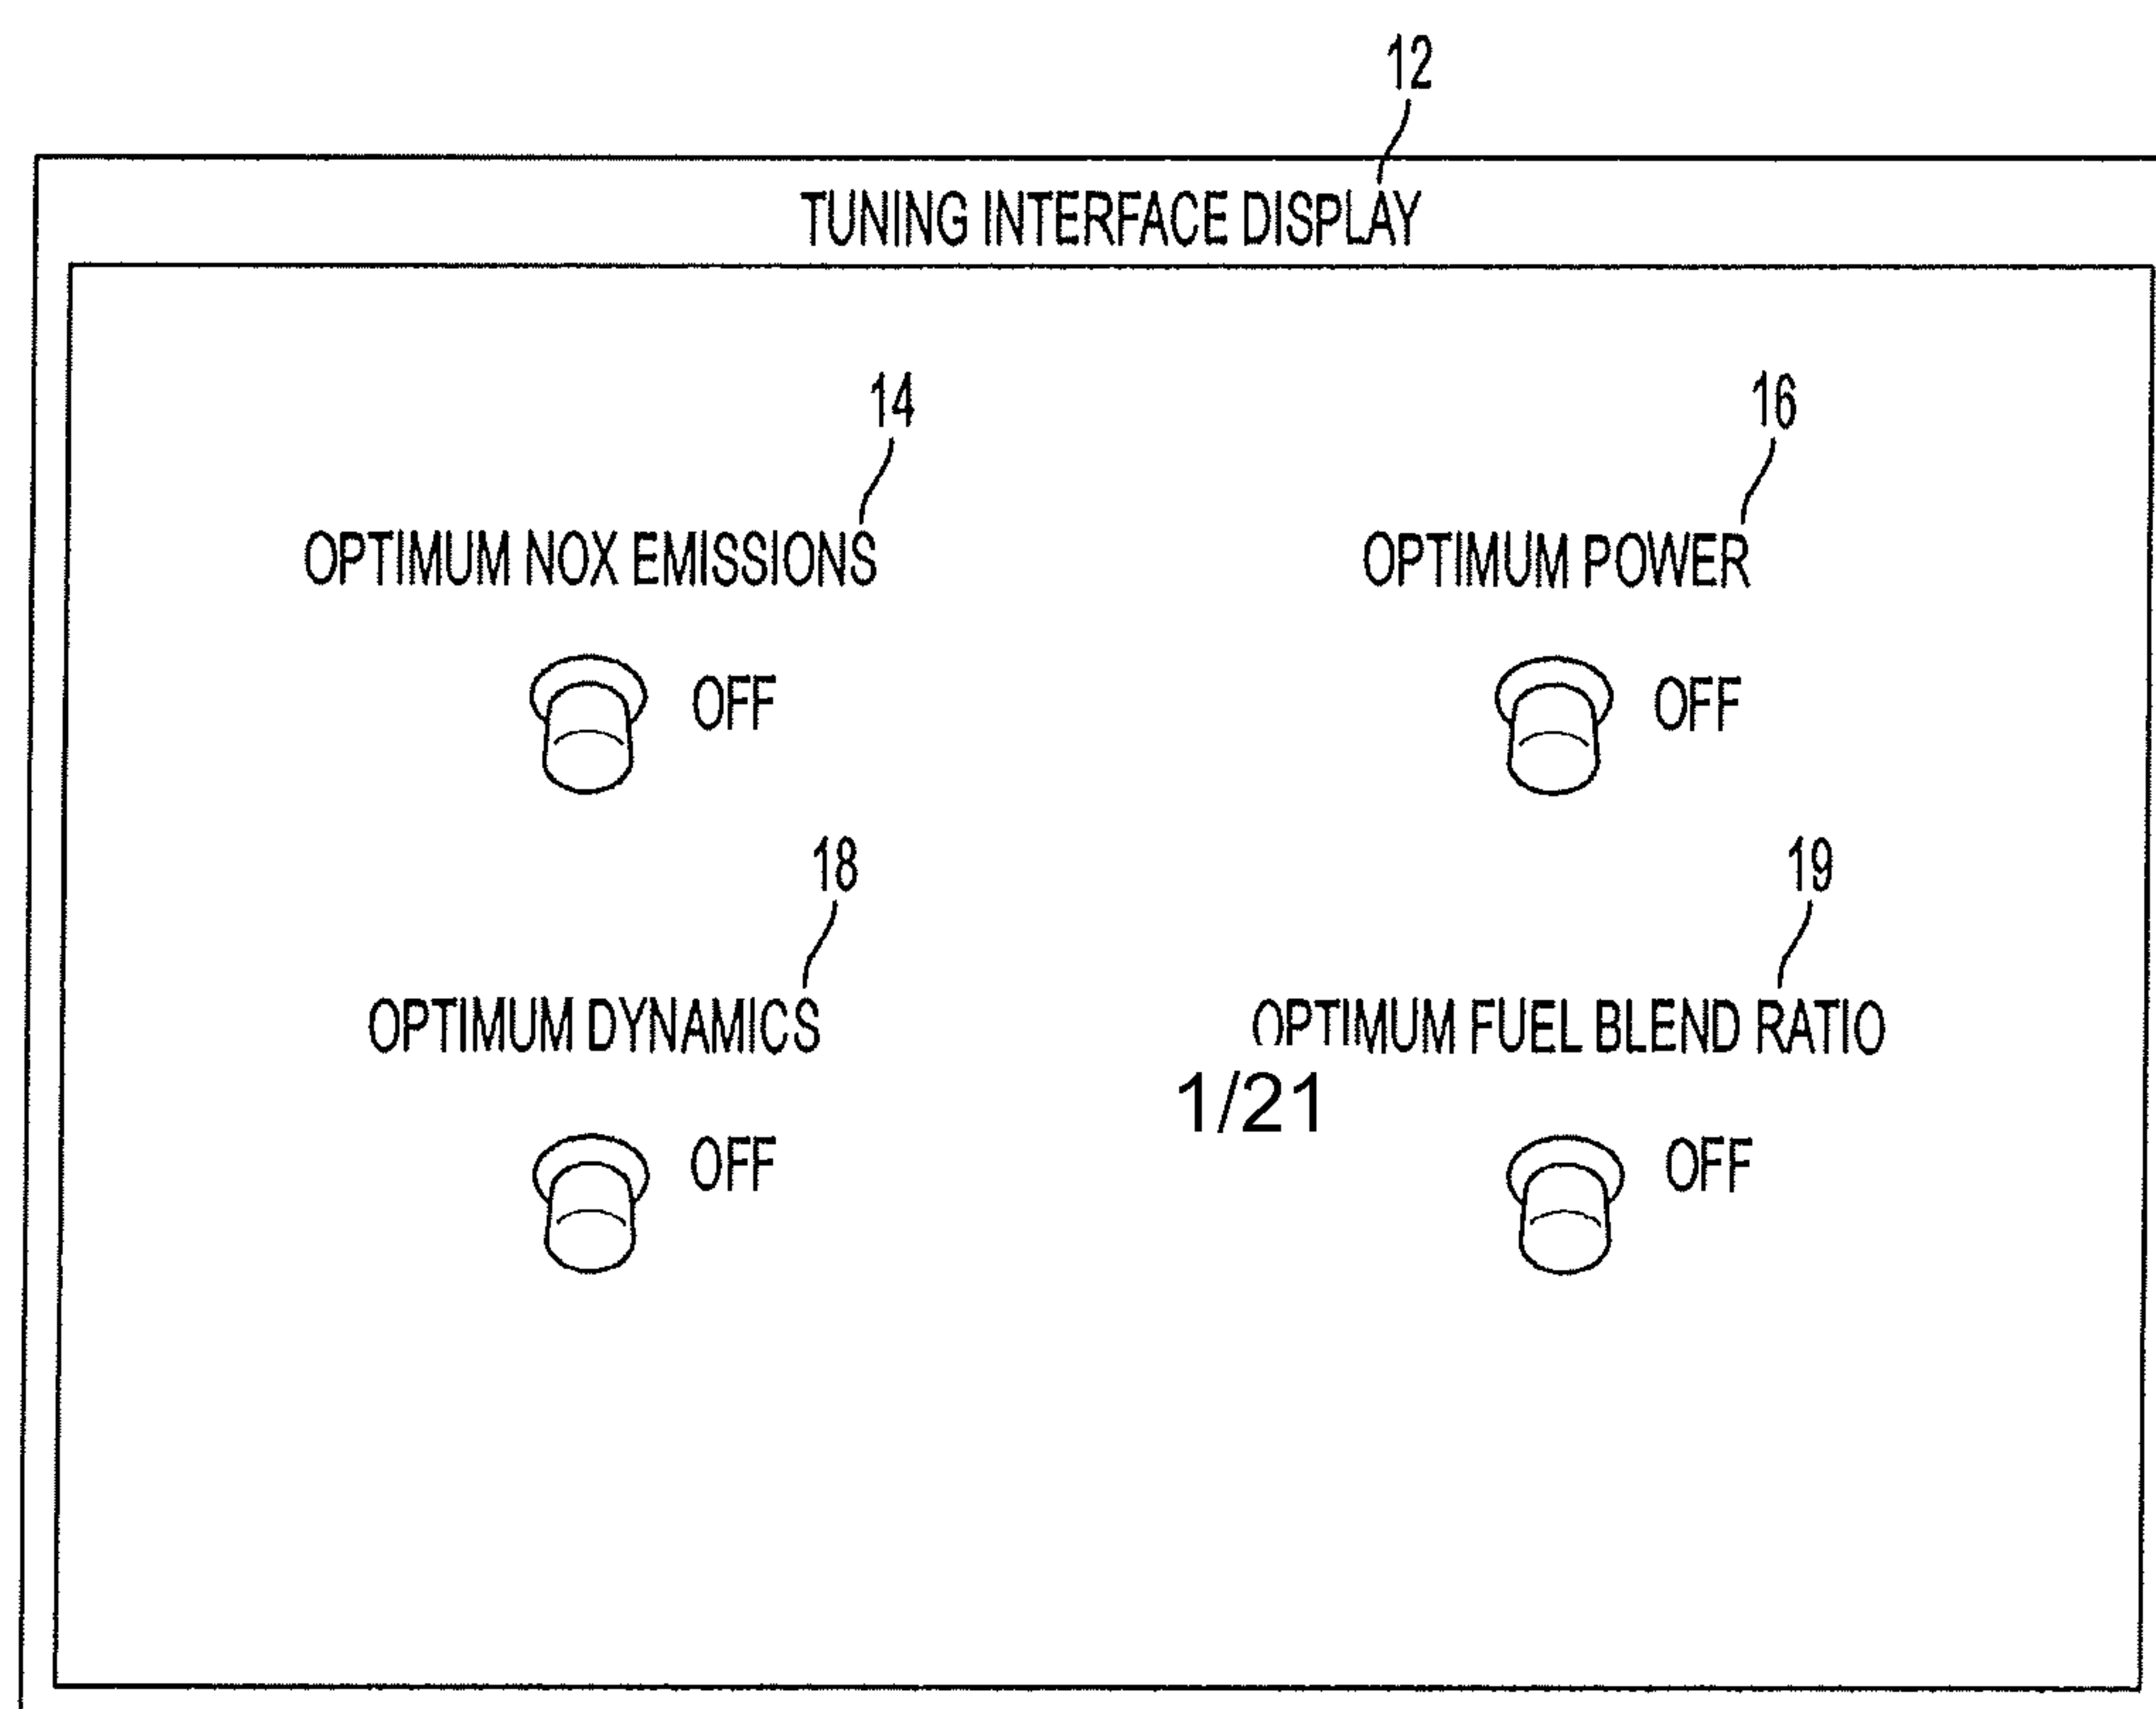 12
TUNING INTERFACE DISPLAY
14
16
OPTIMUM NOX EMISSIONS
OPTIMUM POWER
OFF
OFF
18
19
OPTIMUM DYNAMICS
OPTIMUM FUEL BLEND RATIO
1/21
OFF
OFF